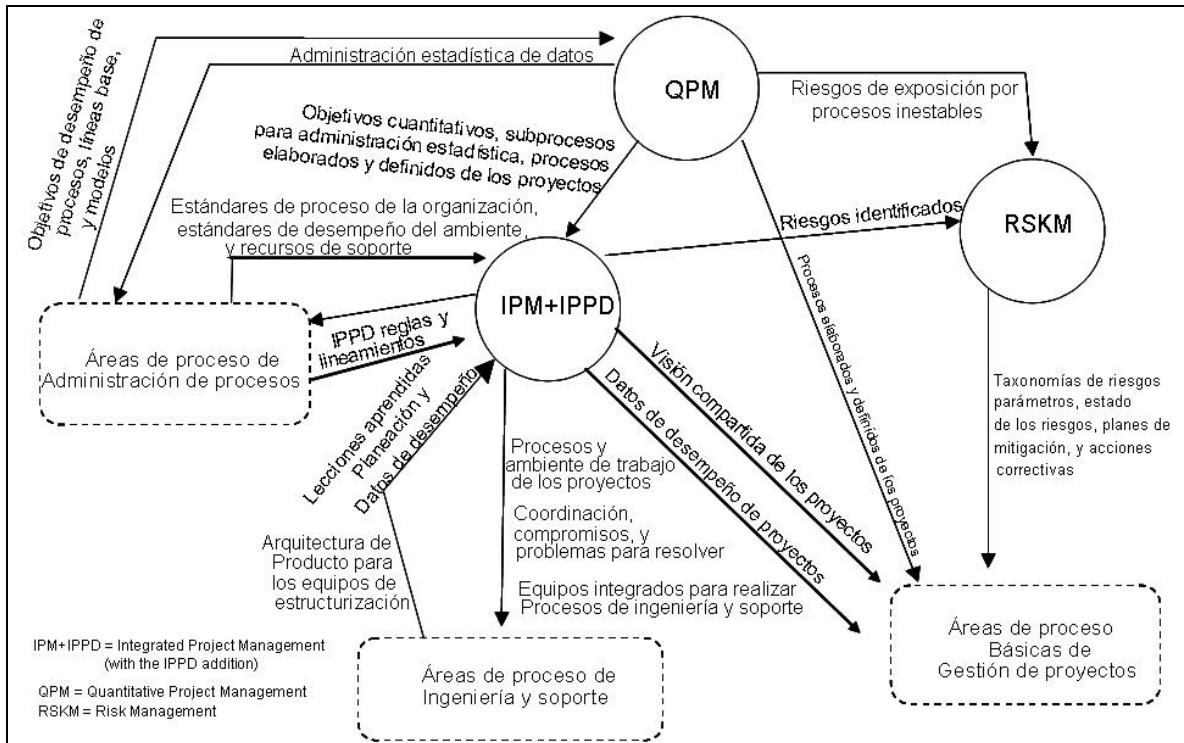 Objetivos de desempeño de
procesos, líneas base,
y modelos
Administración estadística de datos
QPM
Riesgos de exposición por
procesos inestables
Objetivos cuantitativos, subprocesos
para administración estadística, procesos
elaborados y definidos de los proyectos
Estándares de proceso de la organización,
estándares de desempeño del ambiente,
y recursos de soporte
Riesgos identificados
RSKM
IPM+IPPD
IPPD reglas y
lineamientos
Áreas de proceso de
Administración de procesos
Lecciones aprendidas
Planeación y
Datos de desempeño
Procesos y
ambiente de trabajo
de los proyectos
Coordinación,
compromisos, y
problemas para resolver
Equipos integrados para realizar
Procesos de ingeniería y soporte
Visión compartida de los proyectos
Datos de desempeño de proyectos
Procesos elaborados y definidos de los proyectos
Taxonomías de riesgos
parámetros, estado
de los riesgos, planes de
mitigación, y acciones
correctivas
Arquitectura de
Producto para
los equipos de
estructurización
Áreas de proceso de
Ingeniería y soporte
Áreas de proceso
Básicas de
Gestión de proyectos
IPM+IPPD = Integrated Project Management
(with the IPPD addition)
QPM = Quantitative Project Management
RSKM = Risk Management